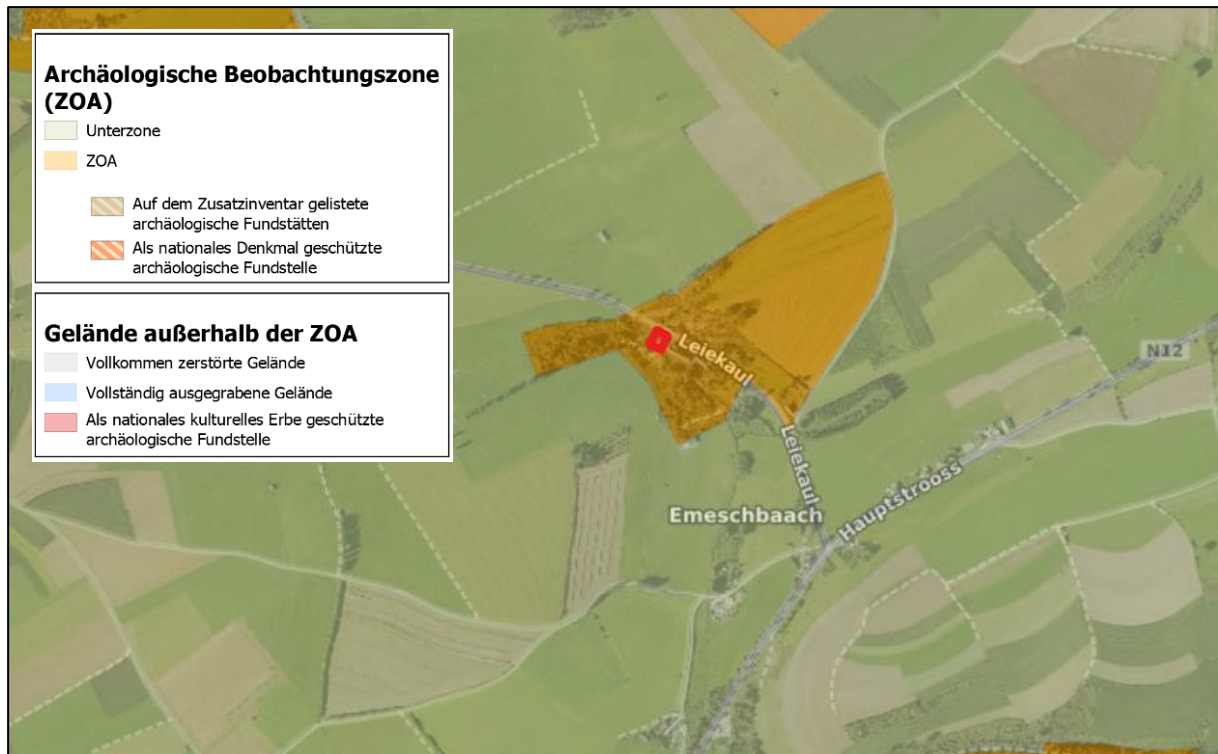 Archäologische Beobachtungszone
(ZOA)
Unterzone
ZOA
Auf dem Zusatzinventar gelistete
archäologische Fundstätten
Als nationales Denkmal geschützte
archäologische Fundstelle
Gelände außerhalb der ZOA
Vollkommen zerstörte Gelände
Vollständig ausgegrabene Gelände
Als nationales kulturelles Erbe geschützte
archäologische Fundstelle
Leiekaul
N12
Leiekaul
Hauptstrooss
Emeschbaach